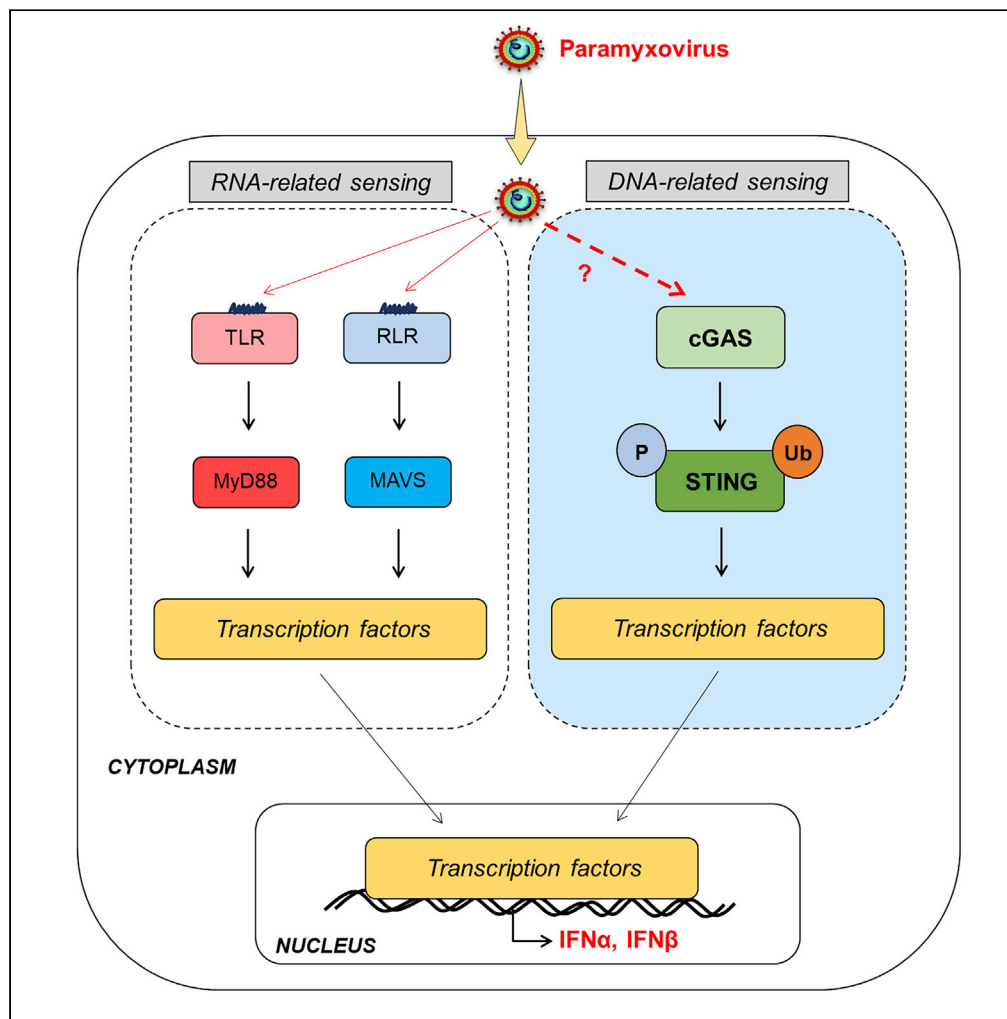 Paramyxovirus
RNA-related sensing
DNA-related sensing
?
TLR
RLR
cGAS
P
Ub
MyD88
MAVS
STING
Transcription factors
Transcription factors
CYTOPLASM
Transcription factors
NUCLEUS
IFNα, IFNβ